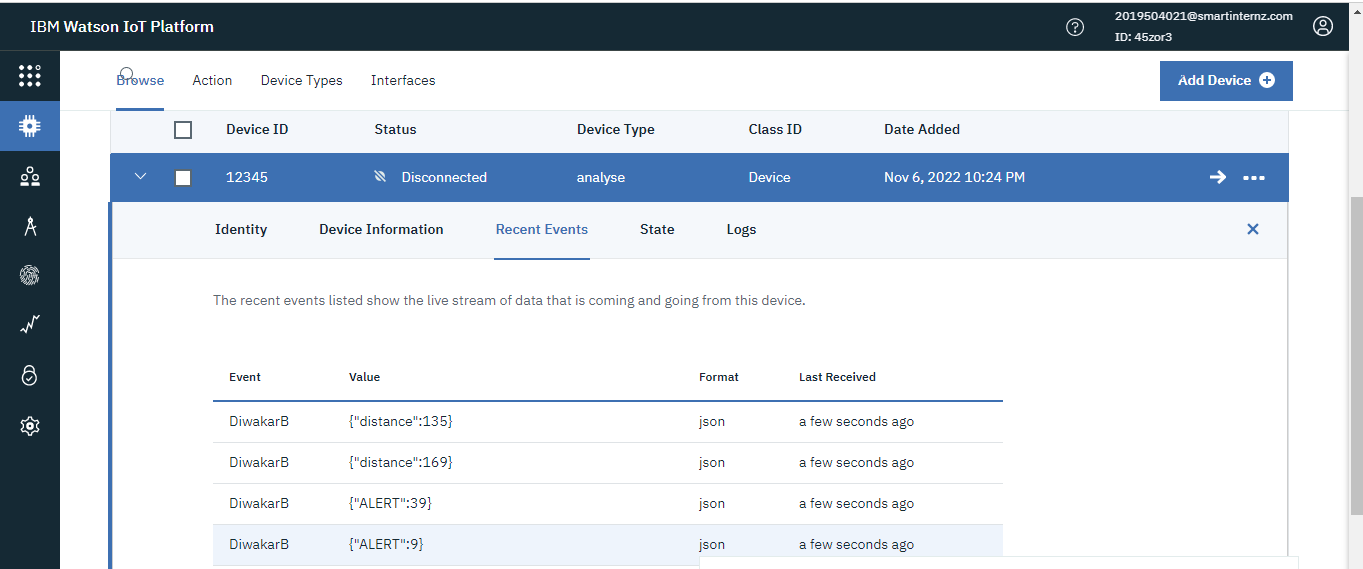 IBM Watson IoT Platform
2019504021@smartinternz.com
ID: 45zor3
Browse Action Device Types Interfaces Add Device
Device ID Status Device Type Class ID Date Added
12345 Disconnected analyse Device Nov 6, 2022 10:24 PM
Identity Device Information Recent Events State Logs
The recent events listed show the live stream of data that is coming and going from this device.
Event Value Format Last Received
DiwakarB {"distance":135} json a few seconds ago
DiwakarB {"distance":169} json a few seconds ago
DiwakarB {"ALERT":39} json a few seconds ago
DiwakarB {"ALERT":9} json a few seconds ago